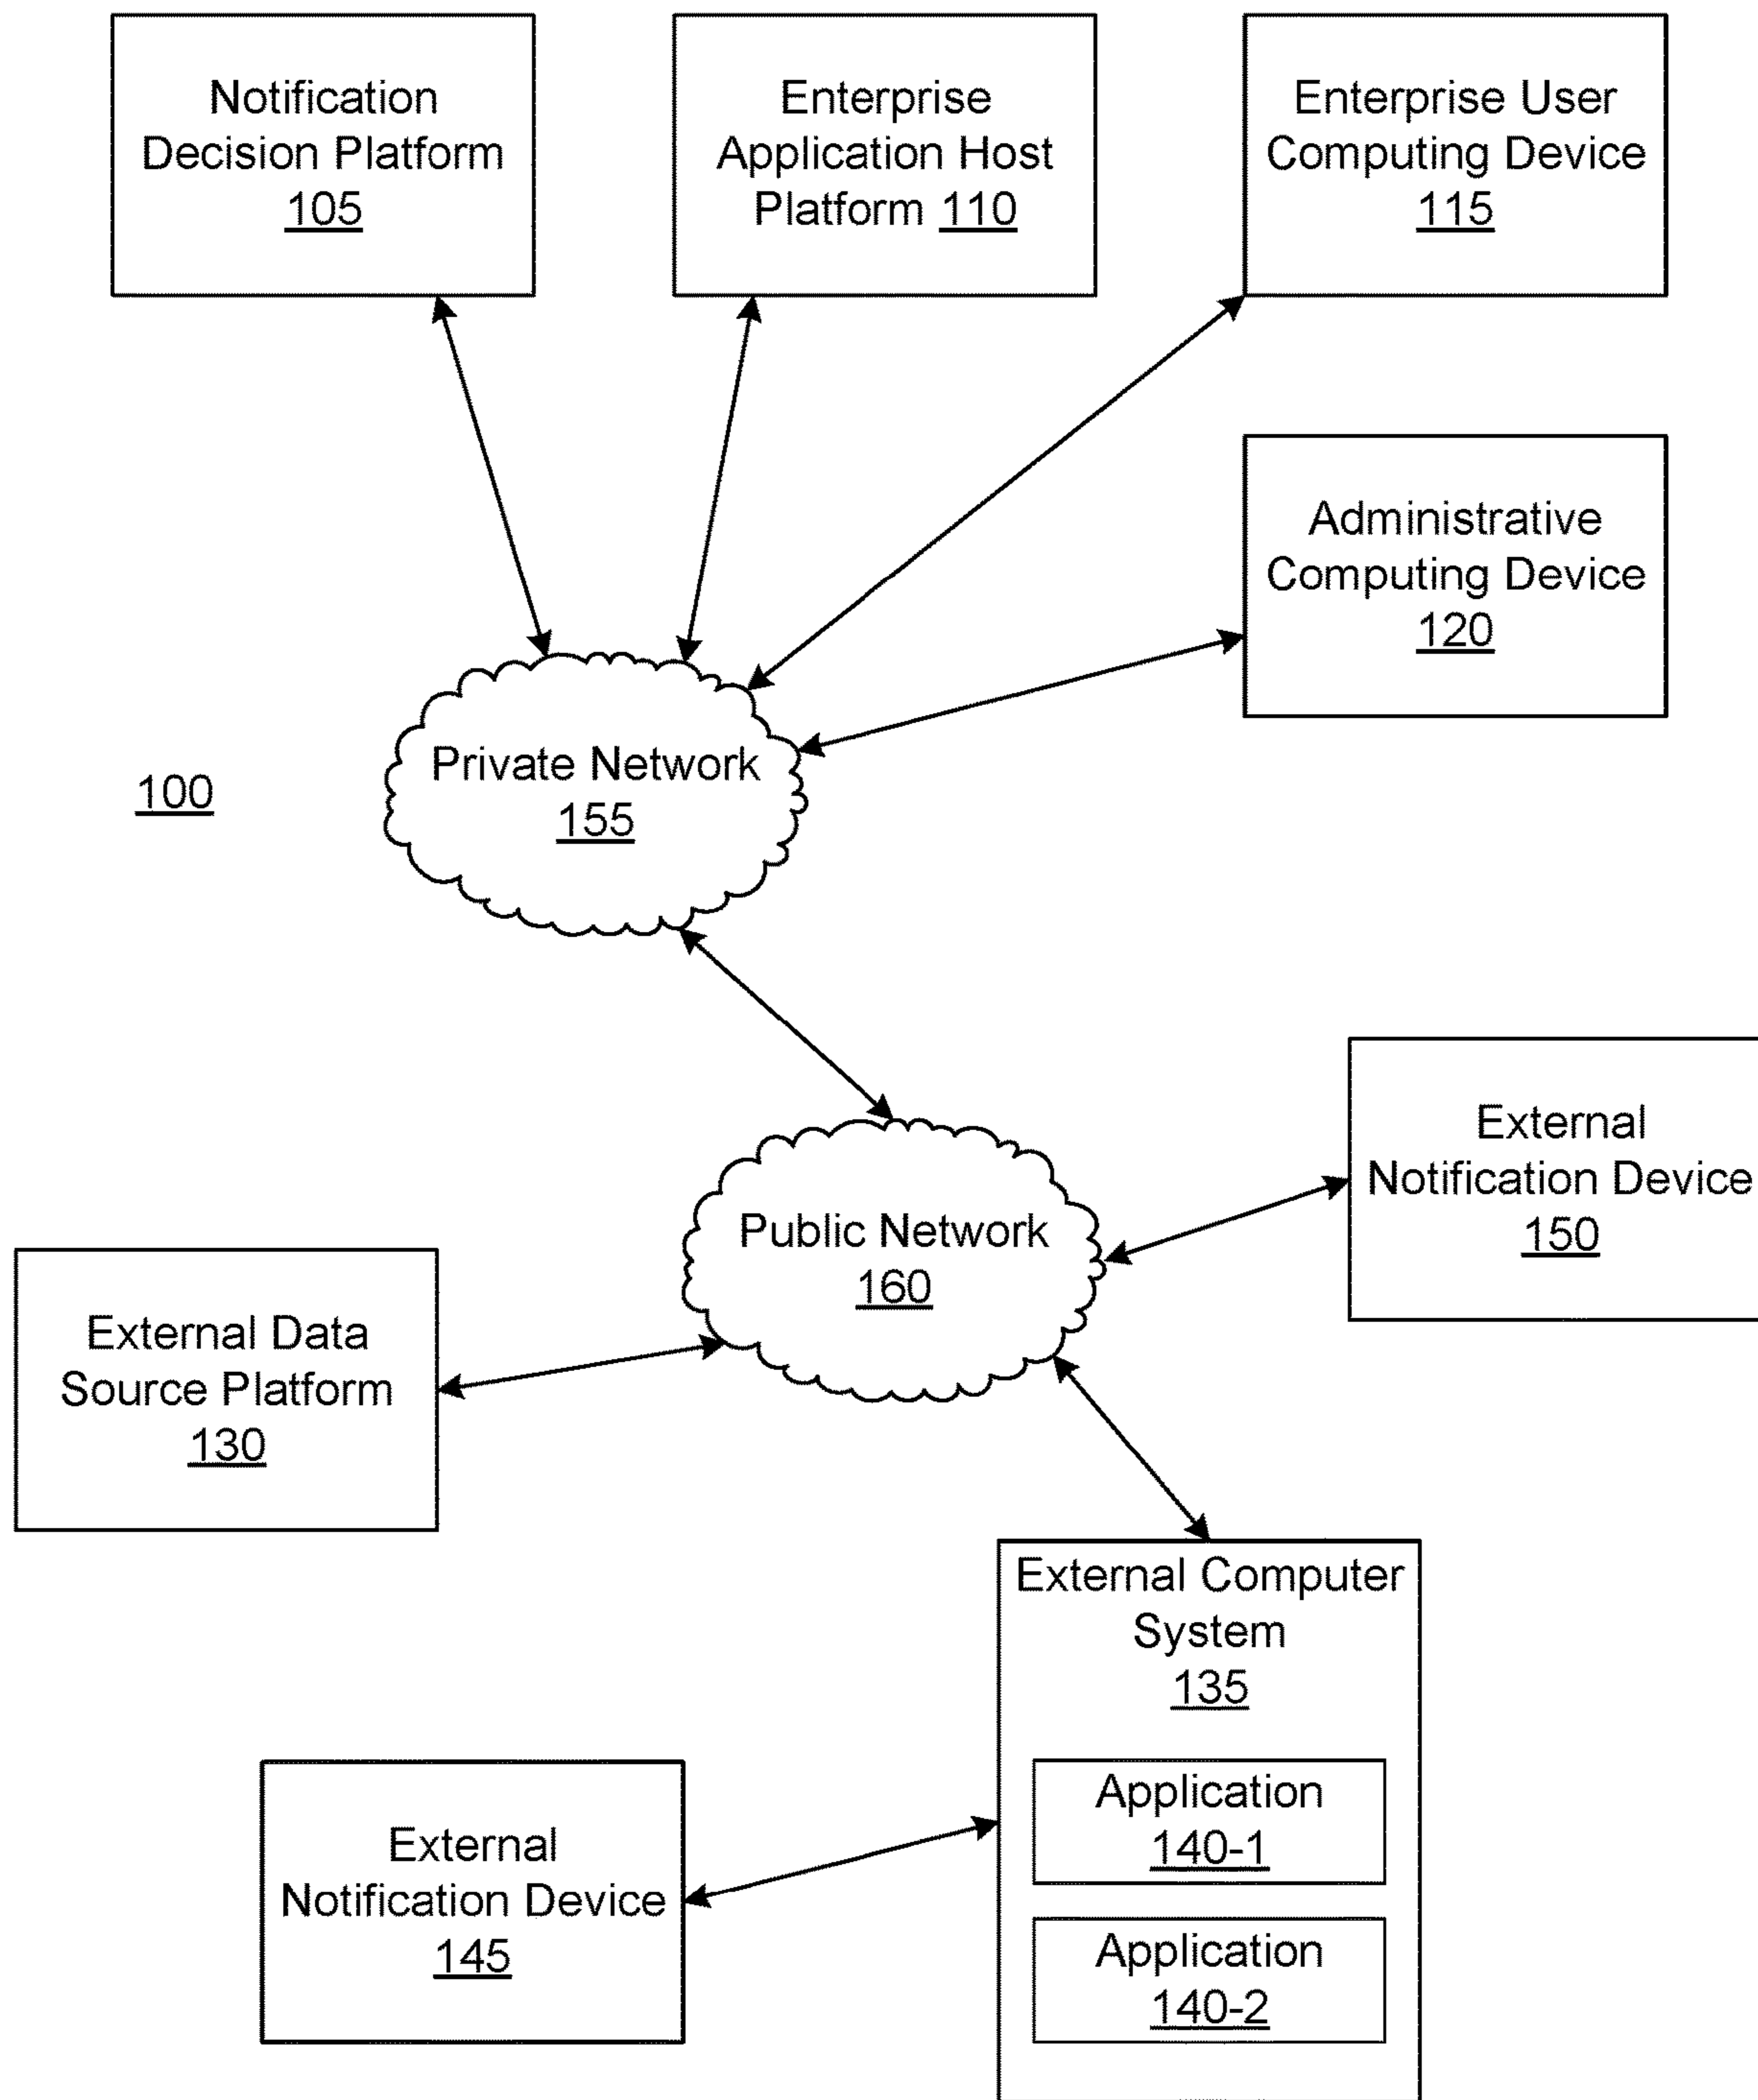 Notification
Decision Platform
105
Enterprise
Application Host
Platform 110
Enterprise User
Computing Device
115
Administrative
Computing Device
120
Private Network
155
100
External
Notification Device
150
Public Network
160
External Data
Source Platform
130
External Computer
System
135
Application
140-1
Application
140-2
External
Notification Device
145